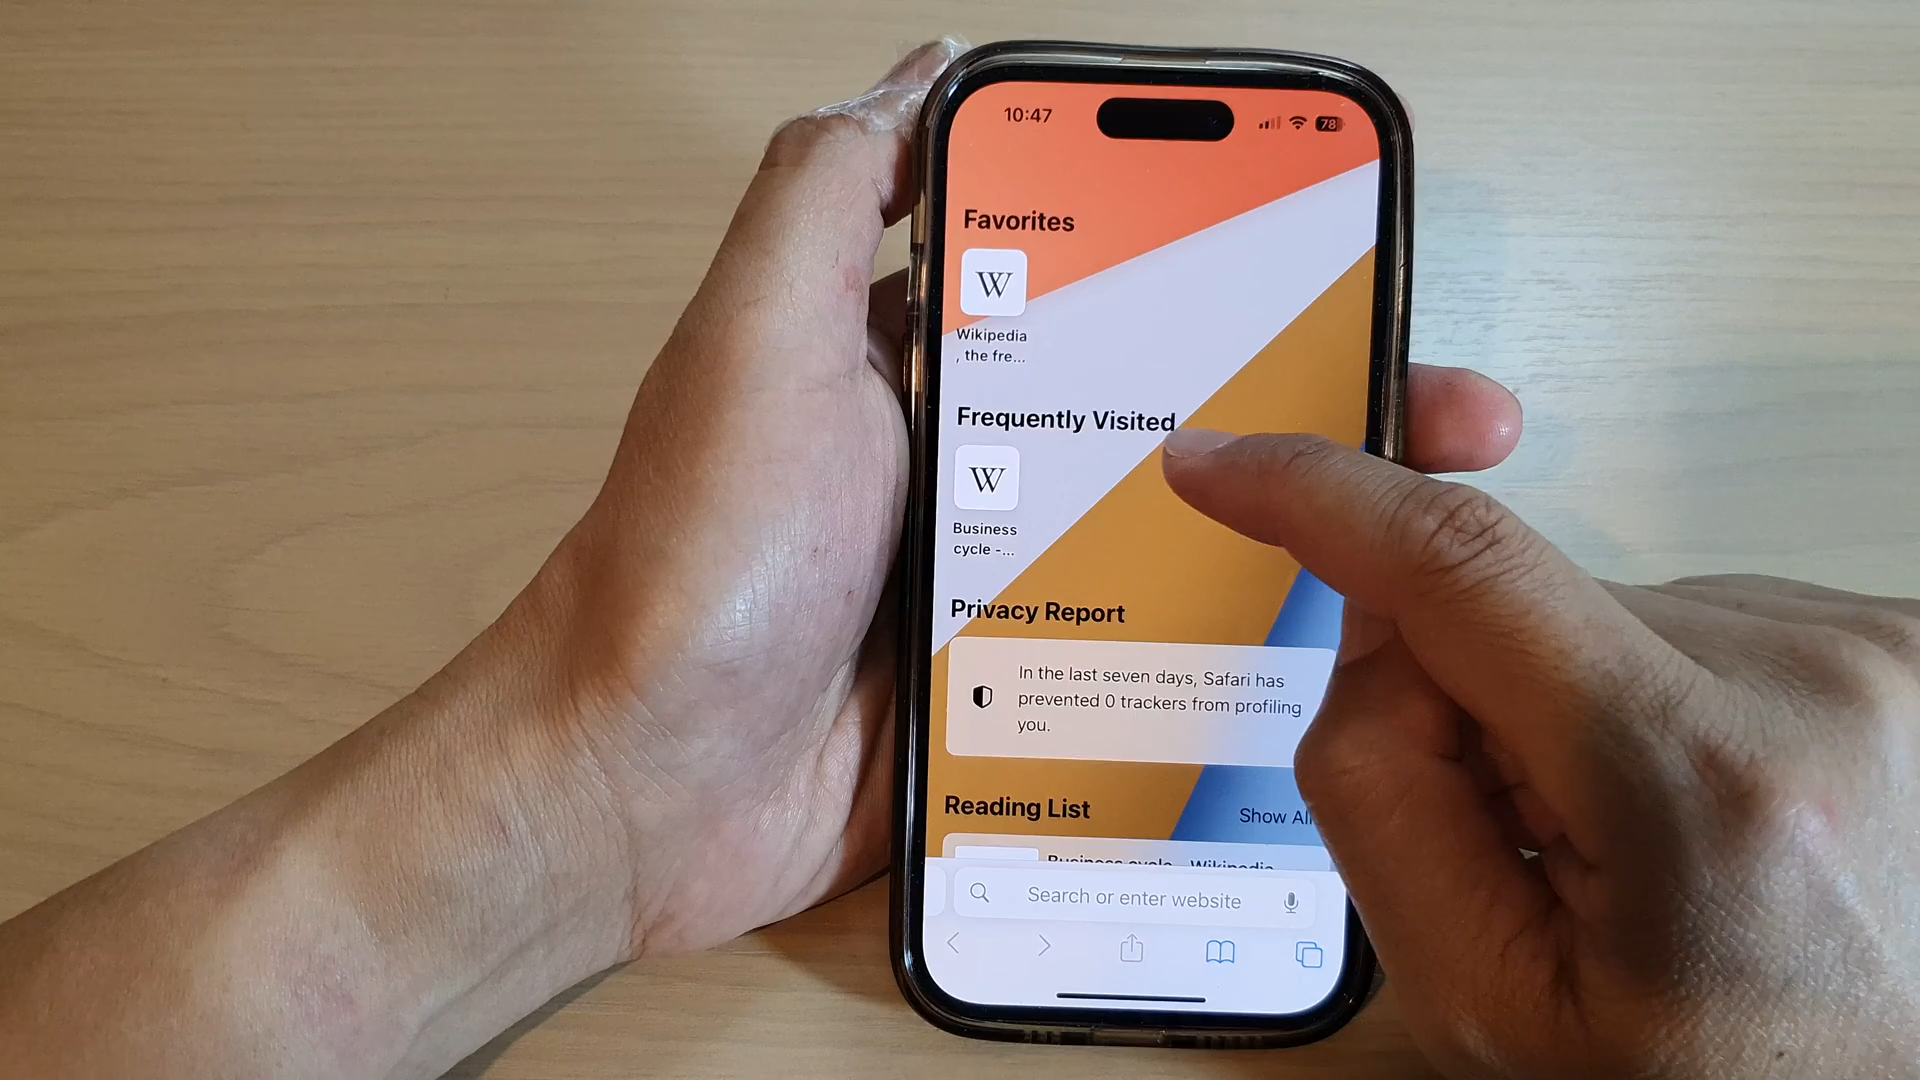 10:47
78
Favorites
W
Wikipedia
, the fre...
Frequently Visited
W
Business
cycle -...
Privacy Report
In the last seven days, Safari has
prevented 0 trackers from profiling
you.
Reading List
Show All
Business cycle - Wikipedia
Search or enter website